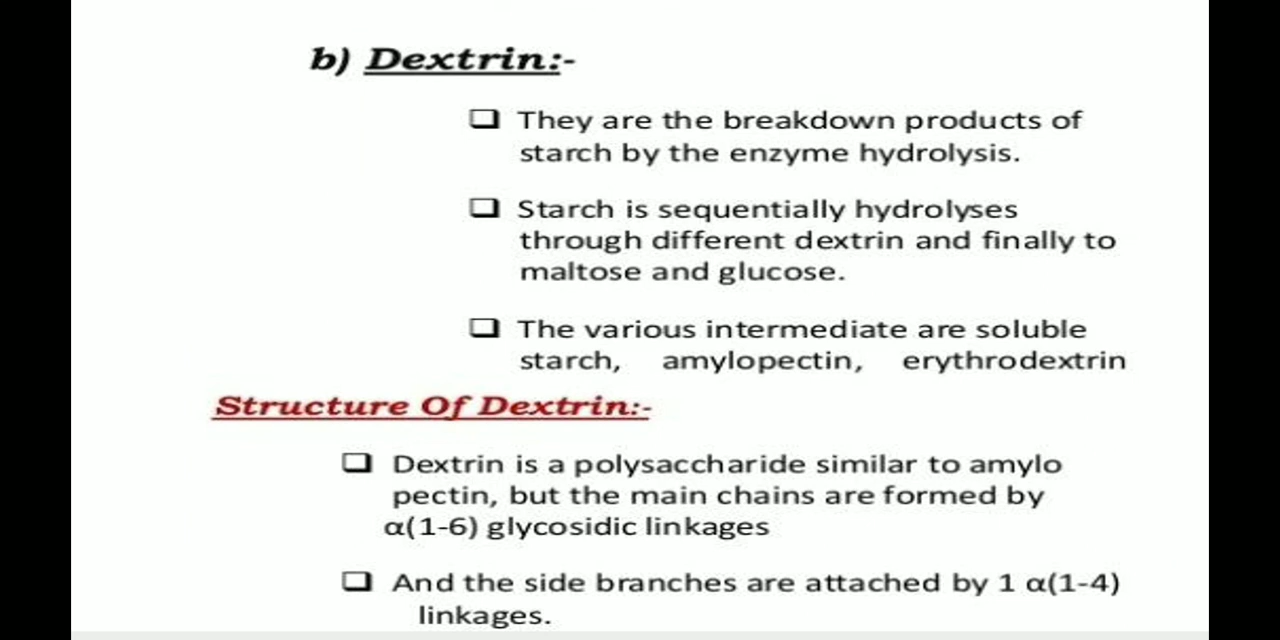 b) Dextrin:-
❑ They are the breakdown products of
starch by the enzyme hydrolysis.
❑ Starch is sequentially hydrolyses
through different dextrin and finally to
maltose and glucose.
❑ The various intermediate are soluble
starch, amylopectin, erythrodextrin
Structure Of Dextrin:-
❑ Dextrin is a polysaccharide similar to amylo
pectin, but the main chains are formed by
α(1-6) glycosidic linkages
❑ And the side branches are attached by 1 α(1-4)
linkages.